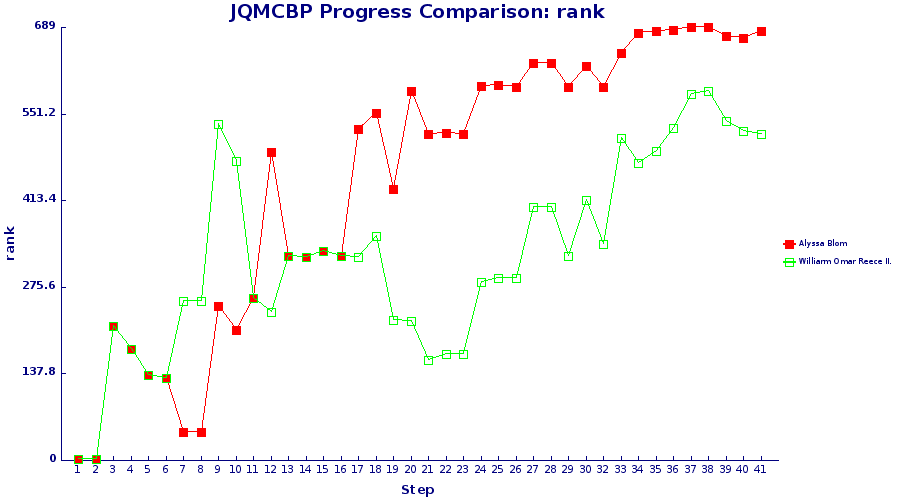 JQMCBP Progress Comparison: rank
689
551.2
413.4
275.6
137.8
0
rank
1 2 3 4 5 6 7 8 9 10 11 12 13 14 15 16 17 18 19 20 21 22 23 24 25 26 27 28 29 30 32 33 34 35 36 37 38 39 40 41
Step
Alyssa Blom
William Omar Reece II.